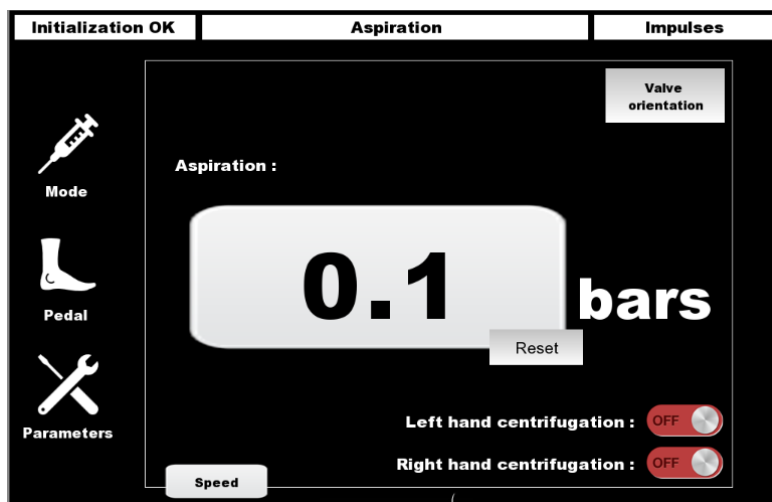 Initialization OK
Aspiration
Impulses
Valve
orientation
Aspiration :
Mode
0.1
bars
Pedal
Reset
Left hand centrifugation : OFF
Parameters
Right hand centrifugation : OFF
Speed